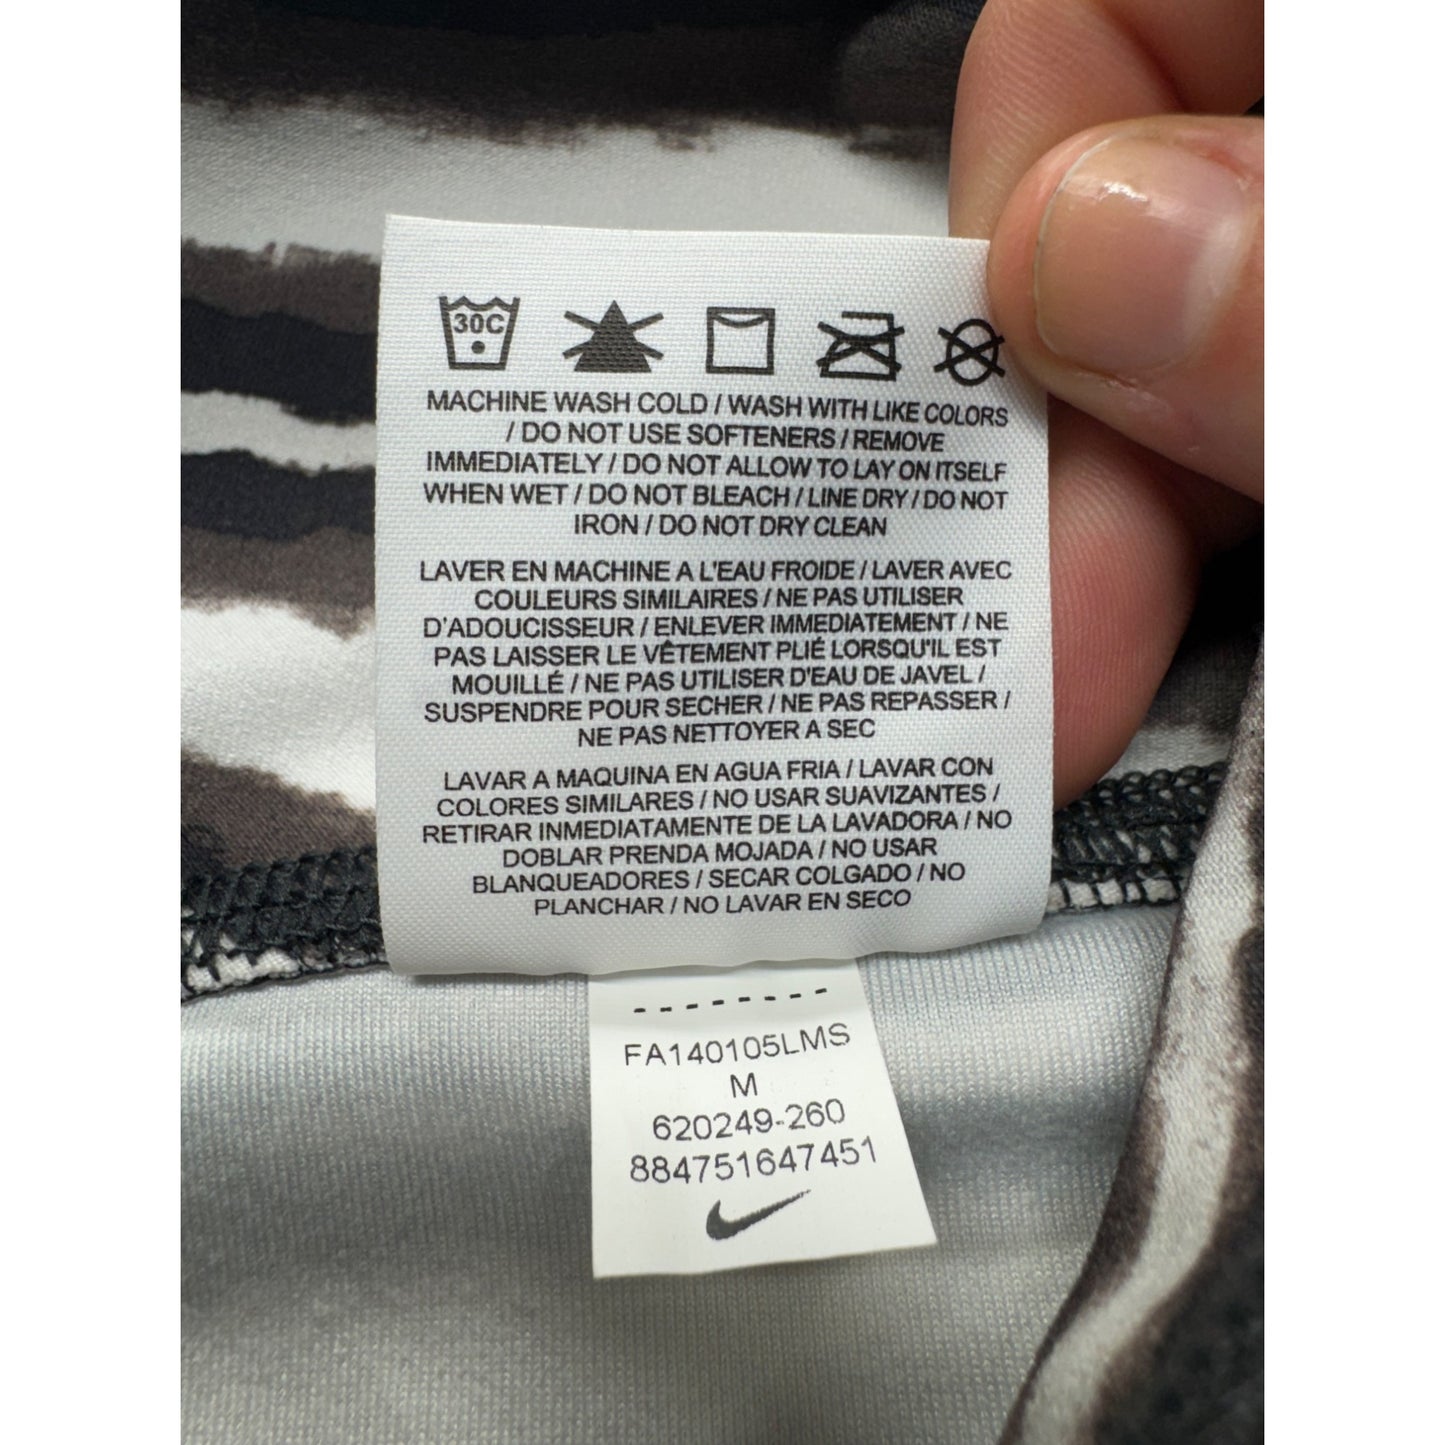 30C
MACHINE WASH COLD / WASH WITH LIKE COLORS
/ DO NOT USE SOFTENERS / REMOVE
IMMEDIATELY / DO NOT ALLOW TO LAY ON ITSELF
WHEN WET / DO NOT BLEACH / LINE DRY / DO NOT
IRON / DO NOT DRY CLEAN
LAVER EN MACHINE A L'EAU FROIDE / LAVER AVEC
COULEURS SIMILAIRES / NE PAS UTILISER
D'ADOUCISSEUR / ENLEVER IMMEDIATEMENT / NE
PAS LAISSER LE VÊTEMENT PLIÉ LORSQU'IL EST
MOUILLÉ / NE PAS UTILISER D'EAU DE JAVEL /
SUSPENDRE POUR SECHER / NE PAS REPASSER /
NE PAS NETTOYER A SEC
LAVAR A MAQUINA EN AGUA FRIA / LAVAR CON
COLORES SIMILARES / NO USAR SUAVIZANTES /
RETIRAR INMEDIATAMENTE DE LA LAVADORA / NO
DOBLAR PRENDA MOJADA / NO USAR
BLANQUEADORES / SECAR COLGADO / NO
PLANCHAR / NO LAVAR EN SECO
--------
FA140105LMS
M
620249-260
884751647451